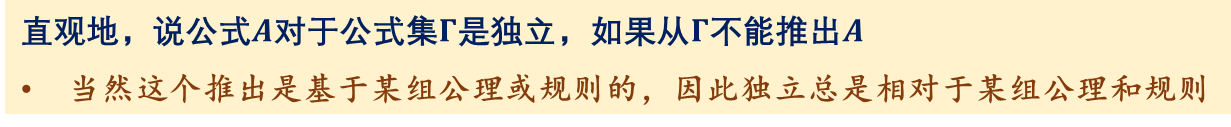 直观地，说公式A对于公式集Γ是独立，如果从Γ不能推出A
• 当然这个推出是基于某组公理或规则的，因此独立总是相对于某组公理和规则